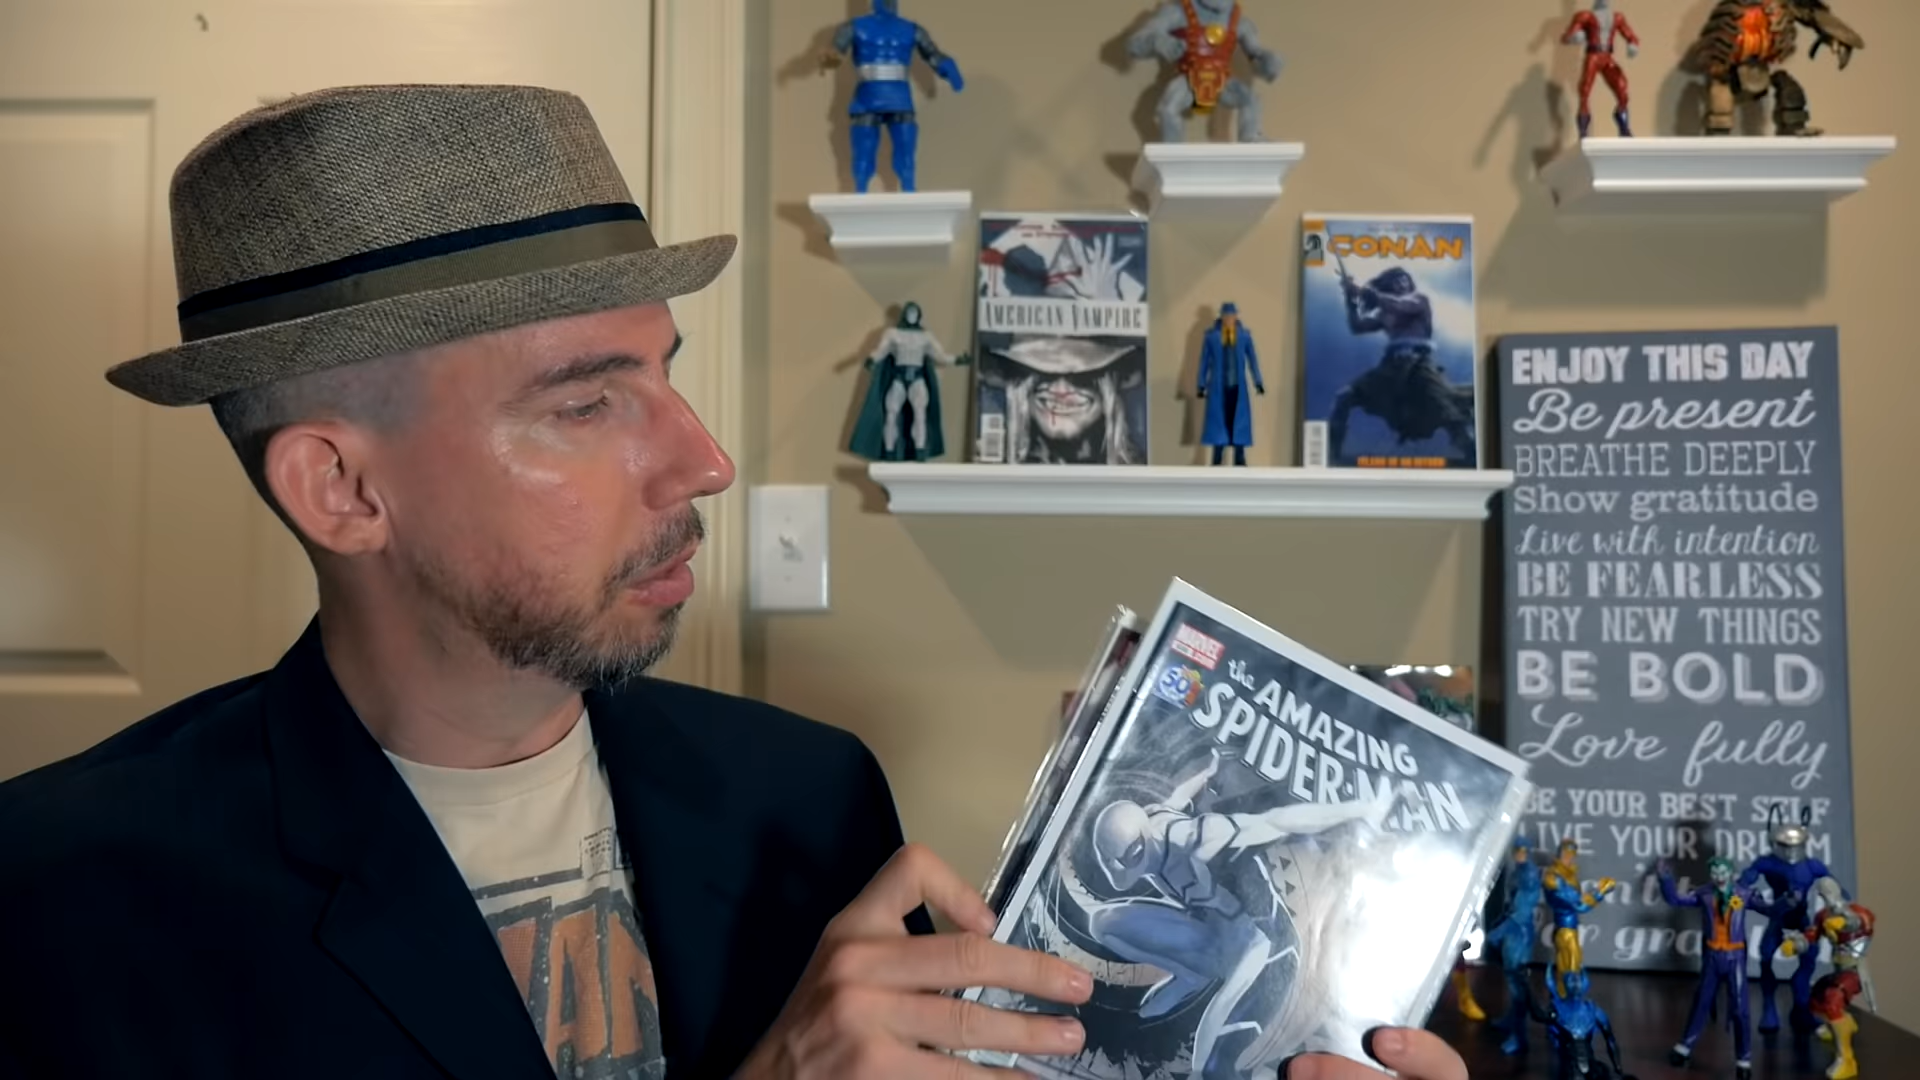 AMERICAN VAMPIRE
CONAN
MARVEL
50
the AMAZING
SPIDER-MAN
ENJOY THIS DAY
Be present
BREATHE DEEPLY
Show gratitude
Live with intention
BE FEARLESS
TRY NEW THINGS
BE BOLD
Love fully
BE YOUR BEST SELF
LIVE YOUR DREAM